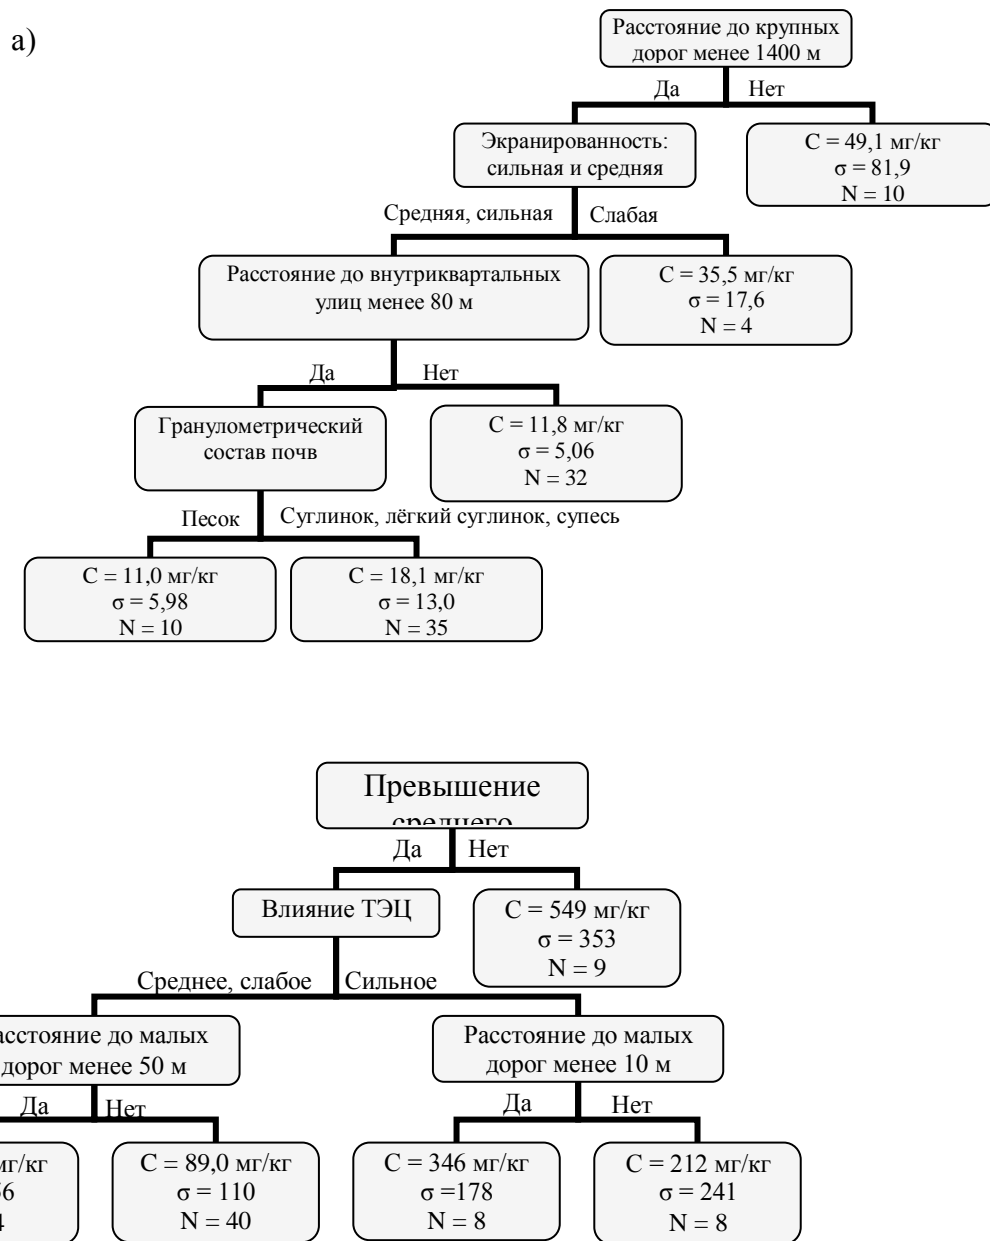 а)
Расстояние до крупных
дорог менее 1400 м
Да
Нет
Экранированность:
сильная и средняя
С = 49,1 мг/кг
σ = 81,9
N = 10
Средняя, сильная
Слабая
Расстояние до внутриквартальных
улиц менее 80 м
С = 35,5 мг/кг
σ = 17,6
N = 4
Да
Нет
Гранулометрический
состав почв
С = 11,8 мг/кг
σ = 5,06
N = 32
Песок
Суглинок, лёгкий суглинок, супесь
С = 11,0 мг/кг
σ = 5,98
N = 10
С = 18,1 мг/кг
σ = 13,0
N = 35
Превышение
среднего
Да
Нет
Влияние ТЭЦ
С = 549 мг/кг
σ = 353
N = 9
Среднее, слабое
Сильное
асстояние до малых
дорог менее 50 м
Расстояние до малых
дорог менее 10 м
Да
Нет
Да
Нет
мг/кг
С = 89,0 мг/кг
σ = 110
N = 40
С = 346 мг/кг
σ =178
N = 8
С = 212 мг/кг
σ = 241
N = 8